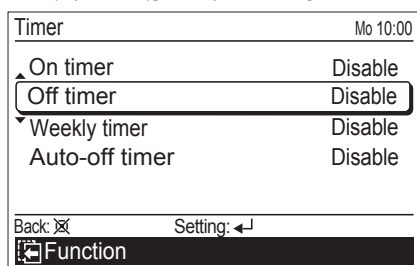 Timer Mo 10:00
On timer Disable
Off timer Disable
Weekly timer Disable
Auto-off timer Disable
Back: Setting:
Function